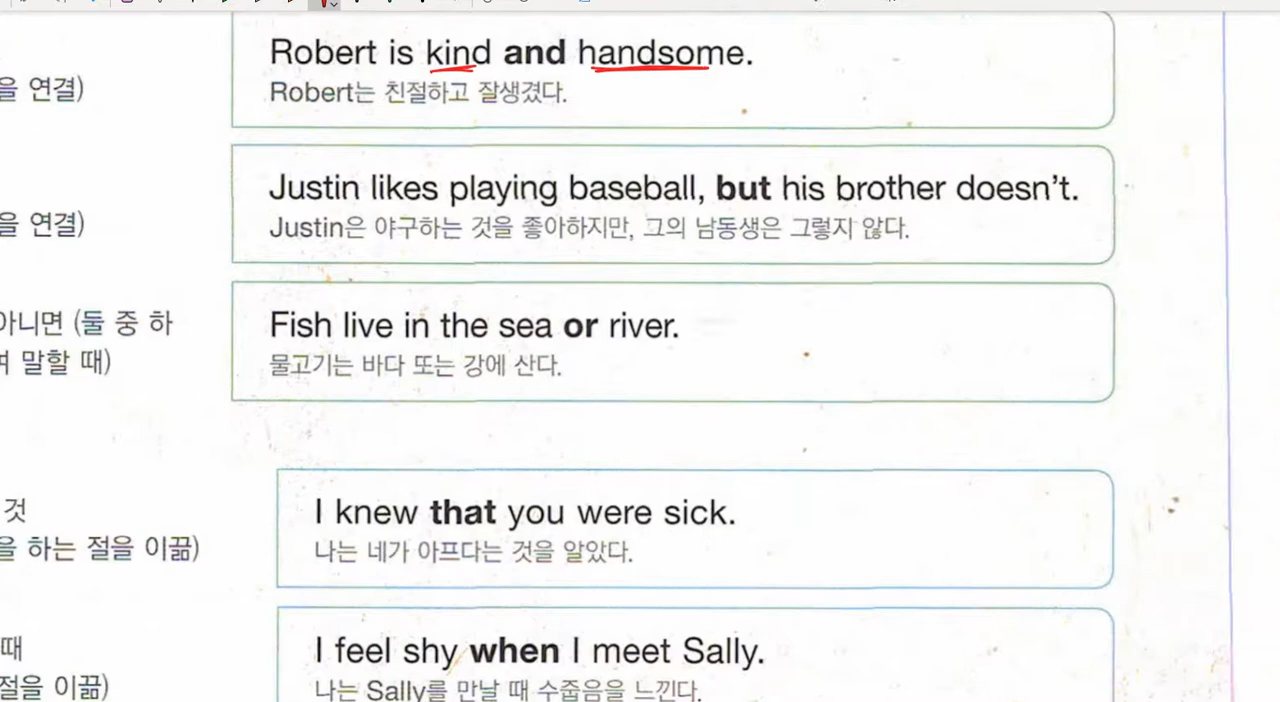 Robert is kind and handsome.
을 연결)
Robert는 친절하고 잘생겼다.
Justin likes playing baseball, but his brother doesn't.
을 연결)
Justin은 야구하는 것을 좋아하지만, 그의 남동생은 그렇지 않다.
아니면 (둘 중 하
Fish live in the sea or river.
며 말할 때)
물고기는 바다 또는 강에 산다.
것
I knew that you were sick.
을 하는 절을 이끎)
나는 네가 아프다는 것을 알았다.
때
I feel shy when I meet Sally.
절을 이끎)
나는 Sally를 만날 때 수줍음을 느낀다.